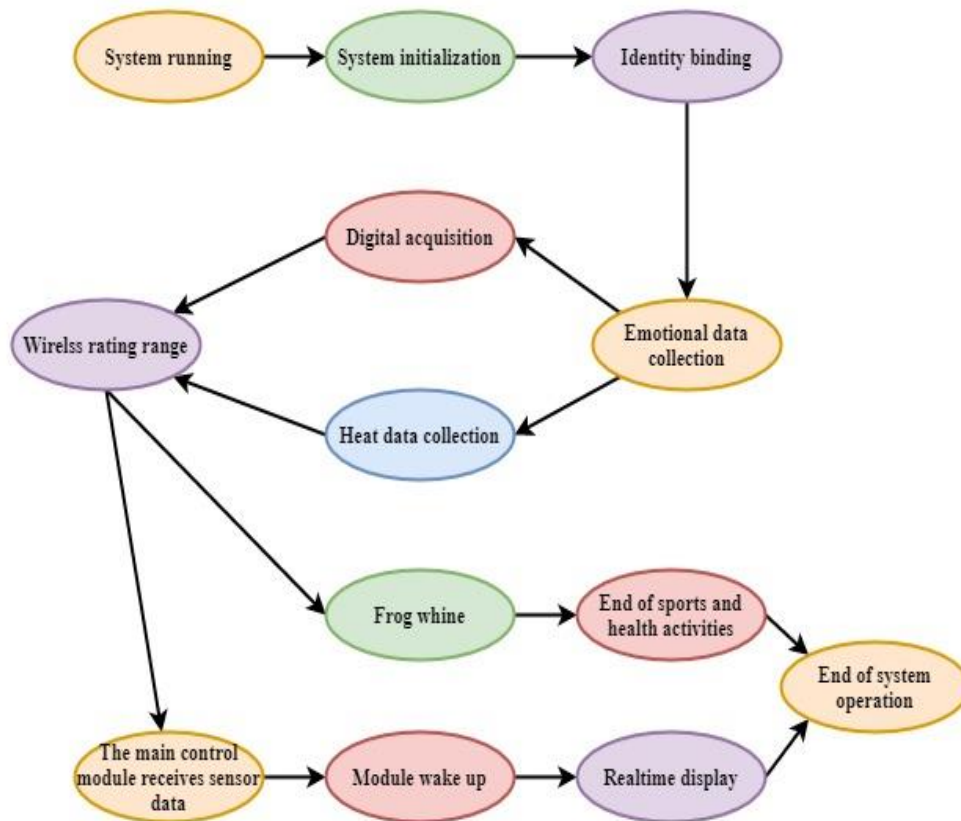 System running
System initialization
Identity binding
Digital acquisition
Wirelss rating range
Emotional data
collection
Heat data collection
Frog whine
End of sports and
health activities
End of system
operation
The main control
module receives sensor
data
Module wake up
Realtime display